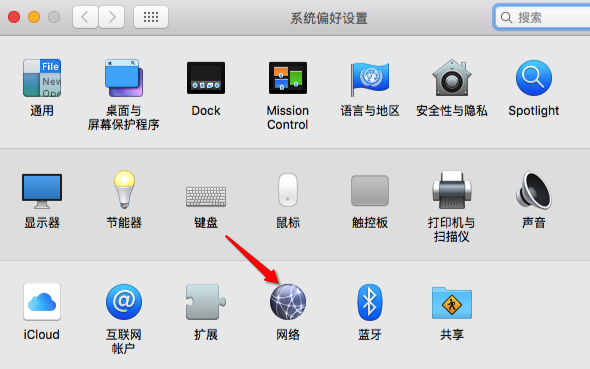 系统偏好设置
搜索
File
New
Ope
通用
桌面与
屏幕保护程序
Dock
Mission
Control
语言与地区
安全性与隐私
Spotlight
显示器
节能器
键盘
鼠标
触控板
打印机与
扫描仪
声音
iCloud
@
互联网
帐户
扩展
网络
蓝牙
共享